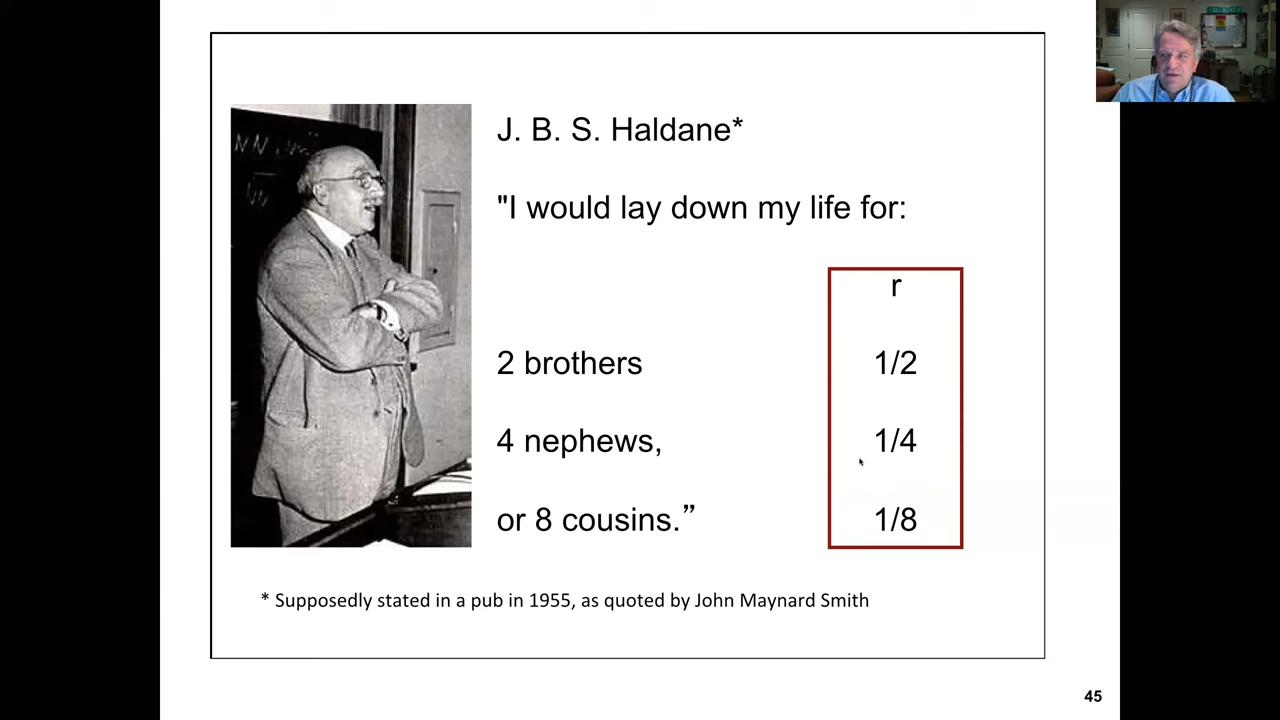 J. B. S. Haldane*
"I would lay down my life for:
r
2 brothers 1/2
4 nephews, 1/4
or 8 cousins.” 1/8
* Supposedly stated in a pub in 1955, as quoted by John Maynard Smith
45